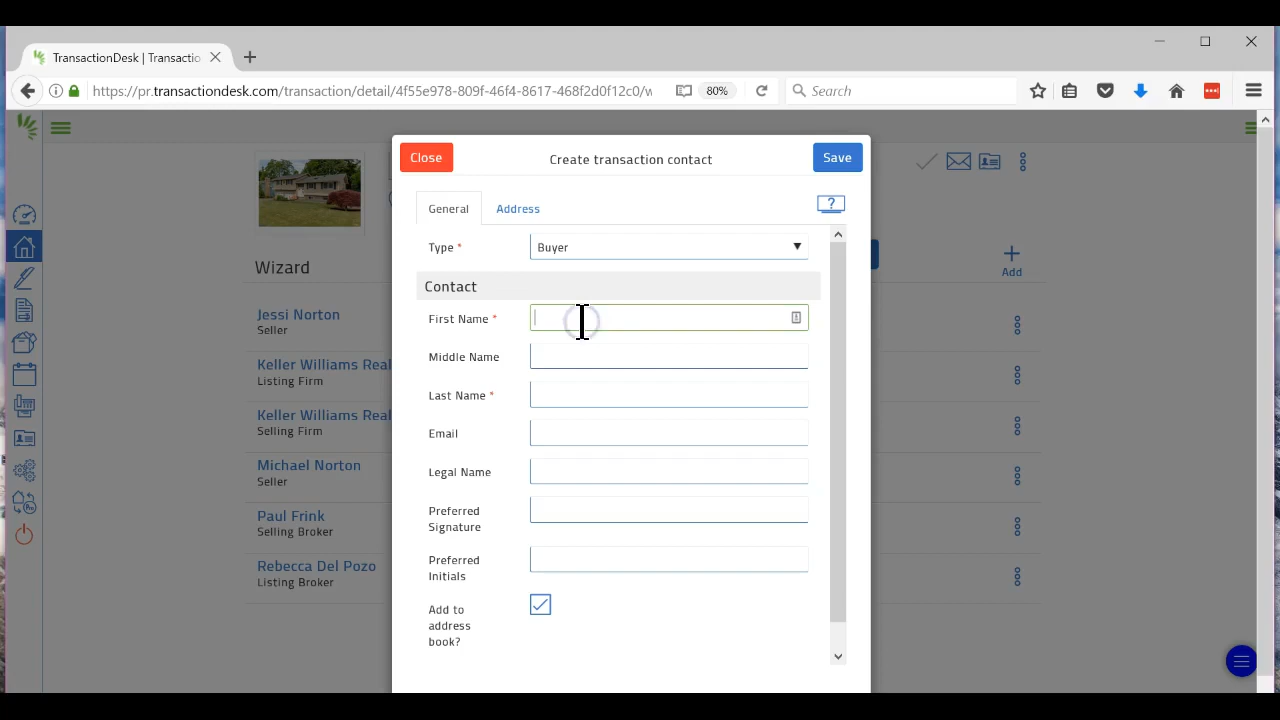 TransactionDesk | Transactio
https://pr.transactiondesk.com/transaction/detail/4f55e978-809f-46f4-8617-468f2d0f12c0/w
80%
Search
Close
Create transaction contact
Save
General
Address
?
Type *
Buyer
Wizard
Add
Contact
Jessi Norton
Seller
First Name *
Keller Williams Real
Listing Firm
Middle Name
Last Name *
Keller Williams Real
Selling Firm
Email
Michael Norton
Seller
Legal Name
Paul Frink
Selling Broker
Preferred
Signature
Rebecca Del Pozo
Listing Broker
Preferred
Initials
Add to
address
book?